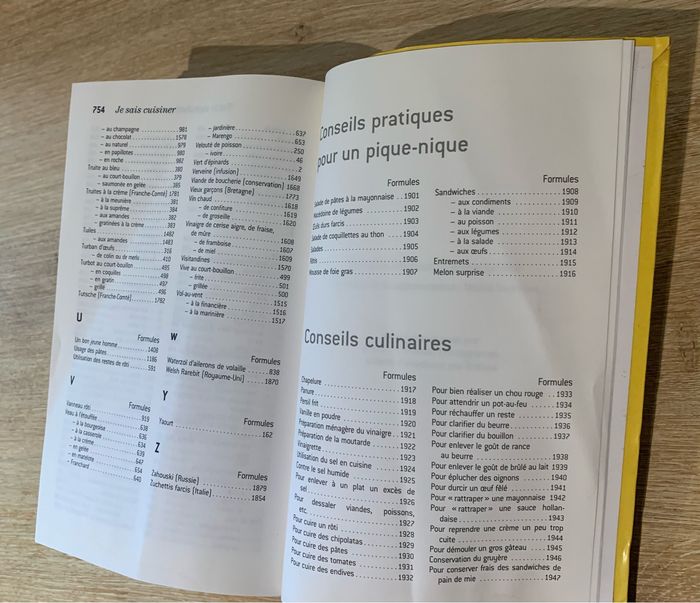 754 Je sais cuisiner
– au champagne 981
– au chocolat 1578
– au naturel 979
– en papillotes 980
– en roche 982
Truite au bleu 380
– au court-bouillon 379
– saumonée en gelée 385
Truites à la crème (Franche-Comté) 1781
– à la meunière 381
– à la suprême 384
– aux amandes 382
– gratinées à la crème 383
Tuiles 1482
– aux amandes 1483
Turban d'œufs 316
– de colin ou de merlu 410
Turbot au court-bouillon 495
– en coquilles 498
– en gratin 497
– grillé 496
Tutsche (Franche-Comté) 1782
U
Formules
Un bon jeune homme 1408
Usage des pâtes 1186
Utilisation des restes de rôti 591
V
Formules
Vanneau rôti 919
Veau à l'étouffée 638
– à la bourgeoise 636
– à la casserole 634
– à la crème 639
– en gelée 647
– en matelote 654
– Franchard 640
– jardinière 637
– Marengo 653
Velouté de poisson 250
– ivoire 46
Vert d'épinards 2
Verveine (infusion) 1649
Viande de boucherie (conservation) 1668
Vieux garçons (Bretagne) 1773
Vin chaud 1618
– de confiture 1619
– de groseille 1620
Vinaigre de cerise aigre, de fraise,
de mûre 1608
– de framboise 1607
– de miel 1609
Visitandines 1570
Vive au court-bouillon 499
– frite 501
– grillée 500
Vol-au-vent 1515
– à la financière 1516
– à la marinière 1517
W
Formules
Waterzoï d'ailerons de volaille 838
Welsh Rarebit (Royaume-Uni) 1870
Y
Formules
Yaourt 162
Z
Formules
Zahouski (Russie) 1879
Zuchettis farcis (Italie) 1854
Conseils pratiques
pour un pique-nique
Formules
Salade de pâtes à la mayonnaise 1901
Macédoine de légumes 1902
Œufs durs farcis 1903
Salade de coquillettes au thon 1904
Salades 1905
Rôtis 1906
Mousse de foie gras 1907
Formules
Sandwiches 1908
– aux condiments 1909
– à la viande 1910
– au poisson 1911
– aux légumes 1912
– à la salade 1913
– aux œufs 1914
Entremets 1915
Melon surprise 1916
Conseils culinaires
Formules
Chapelure 1917
Panure 1918
Persil frit 1919
Vanille en poudre 1920
Préparation ménagère du vinaigre 1921
Préparation de la moutarde 1922
Vinaigrette 1923
Utilisation du sel en cuisine 1924
Contre le sel humide 1925
Pour enlever à un plat un excès de
sel 1926
Pour dessaler viandes, poissons,
etc. 1927
Pour cuire un rôti 1928
Pour cuire des chipolatas 1929
Pour cuire des pâtes 1930
Pour cuire des tomates 1931
Pour cuire des endives 1932
Formules
Pour bien réaliser un chou rouge 1933
Pour attendrir un pot-au-feu 1934
Pour réchauffer un reste 1935
Pour clarifier du beurre 1936
Pour clarifier du bouillon 1937
Pour enlever le goût de rance
au beurre 1938
Pour enlever le goût de brûlé au lait 1939
Pour éplucher des oignons 1940
Pour durcir un œuf fêlé 1941
Pour "rattraper" une mayonnaise 1942
Pour « rattraper » une sauce hollan-
daise 1943
Pour reprendre une crème un peu trop
cuite 1944
Pour démouler un gros gâteau 1945
Conservation du gruyère 1946
Pour conserver frais des sandwiches de
pain de mie 1947